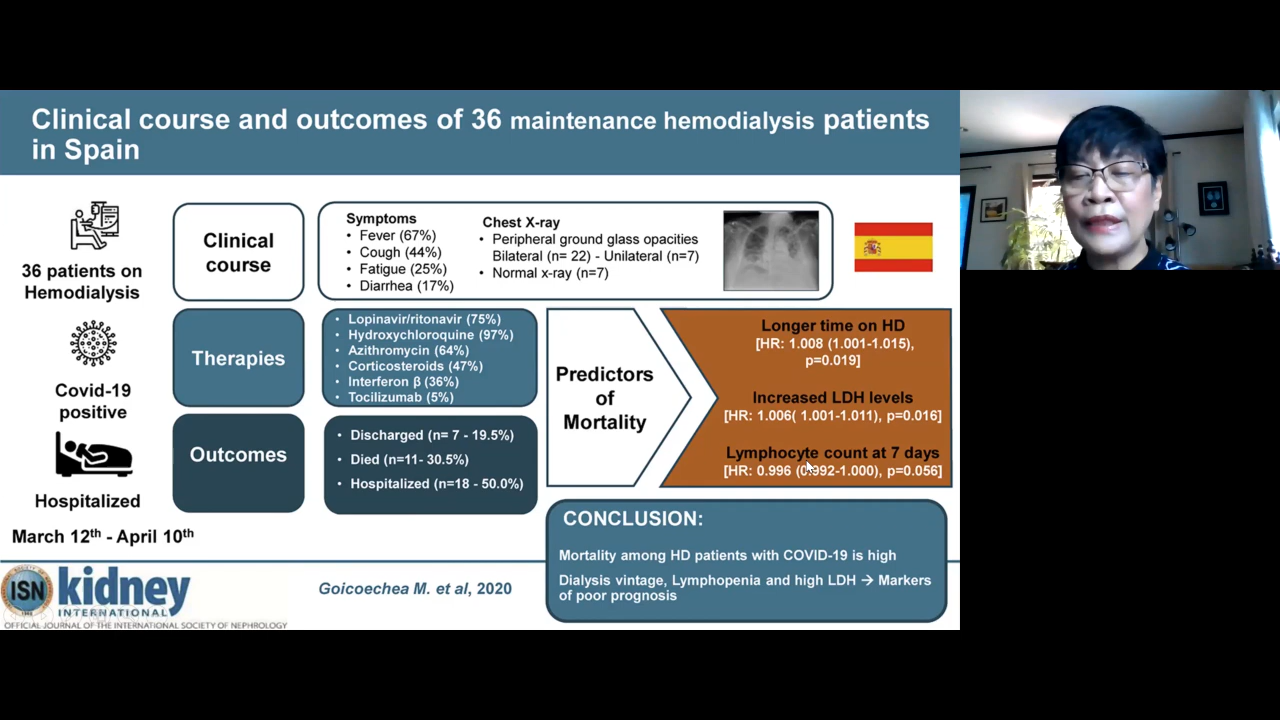 Clinical course and outcomes of 36 maintenance hemodialysis patients
in Spain
36 patients on
Hemodialysis
Covid-19
positive
Hospitalized
March 12th - April 10th
Clinical
course
Symptoms
• Fever (67%)
• Cough (44%)
• Fatigue (25%)
• Diarrhea (17%)
Chest X-ray
• Peripheral ground glass opacities
Bilateral (n= 22) - Unilateral (n=7)
• Normal x-ray (n=7)
Therapies
• Lopinavir/ritonavir (75%)
• Hydroxychloroquine (97%)
• Azithromycin (64%)
• Corticosteroids (47%)
• Interferon β (36%)
• Tocilizumab (5%)
Outcomes
• Discharged (n= 7 - 19.5%)
• Died (n=11- 30.5%)
• Hospitalized (n=18 - 50.0%)
Predictors
of
Mortality
Longer time on HD
[HR: 1.008 (1.001-1.015),
p=0.019]
Increased LDH levels
[HR: 1.006( 1.001-1.011), p=0.016]
Lymphocyte count at 7 days
[HR: 0.996 (0.992-1.000), p=0.056]
CONCLUSION:
Mortality among HD patients with COVID-19 is high
Dialysis vintage, Lymphopenia and high LDH → Markers
of poor prognosis
ISN
kidney
INTERNATIONAL
OFFICIAL JOURNAL OF THE INTERNATIONAL SOCIETY OF NEPHROLOGY
Goicoechea M. et al, 2020